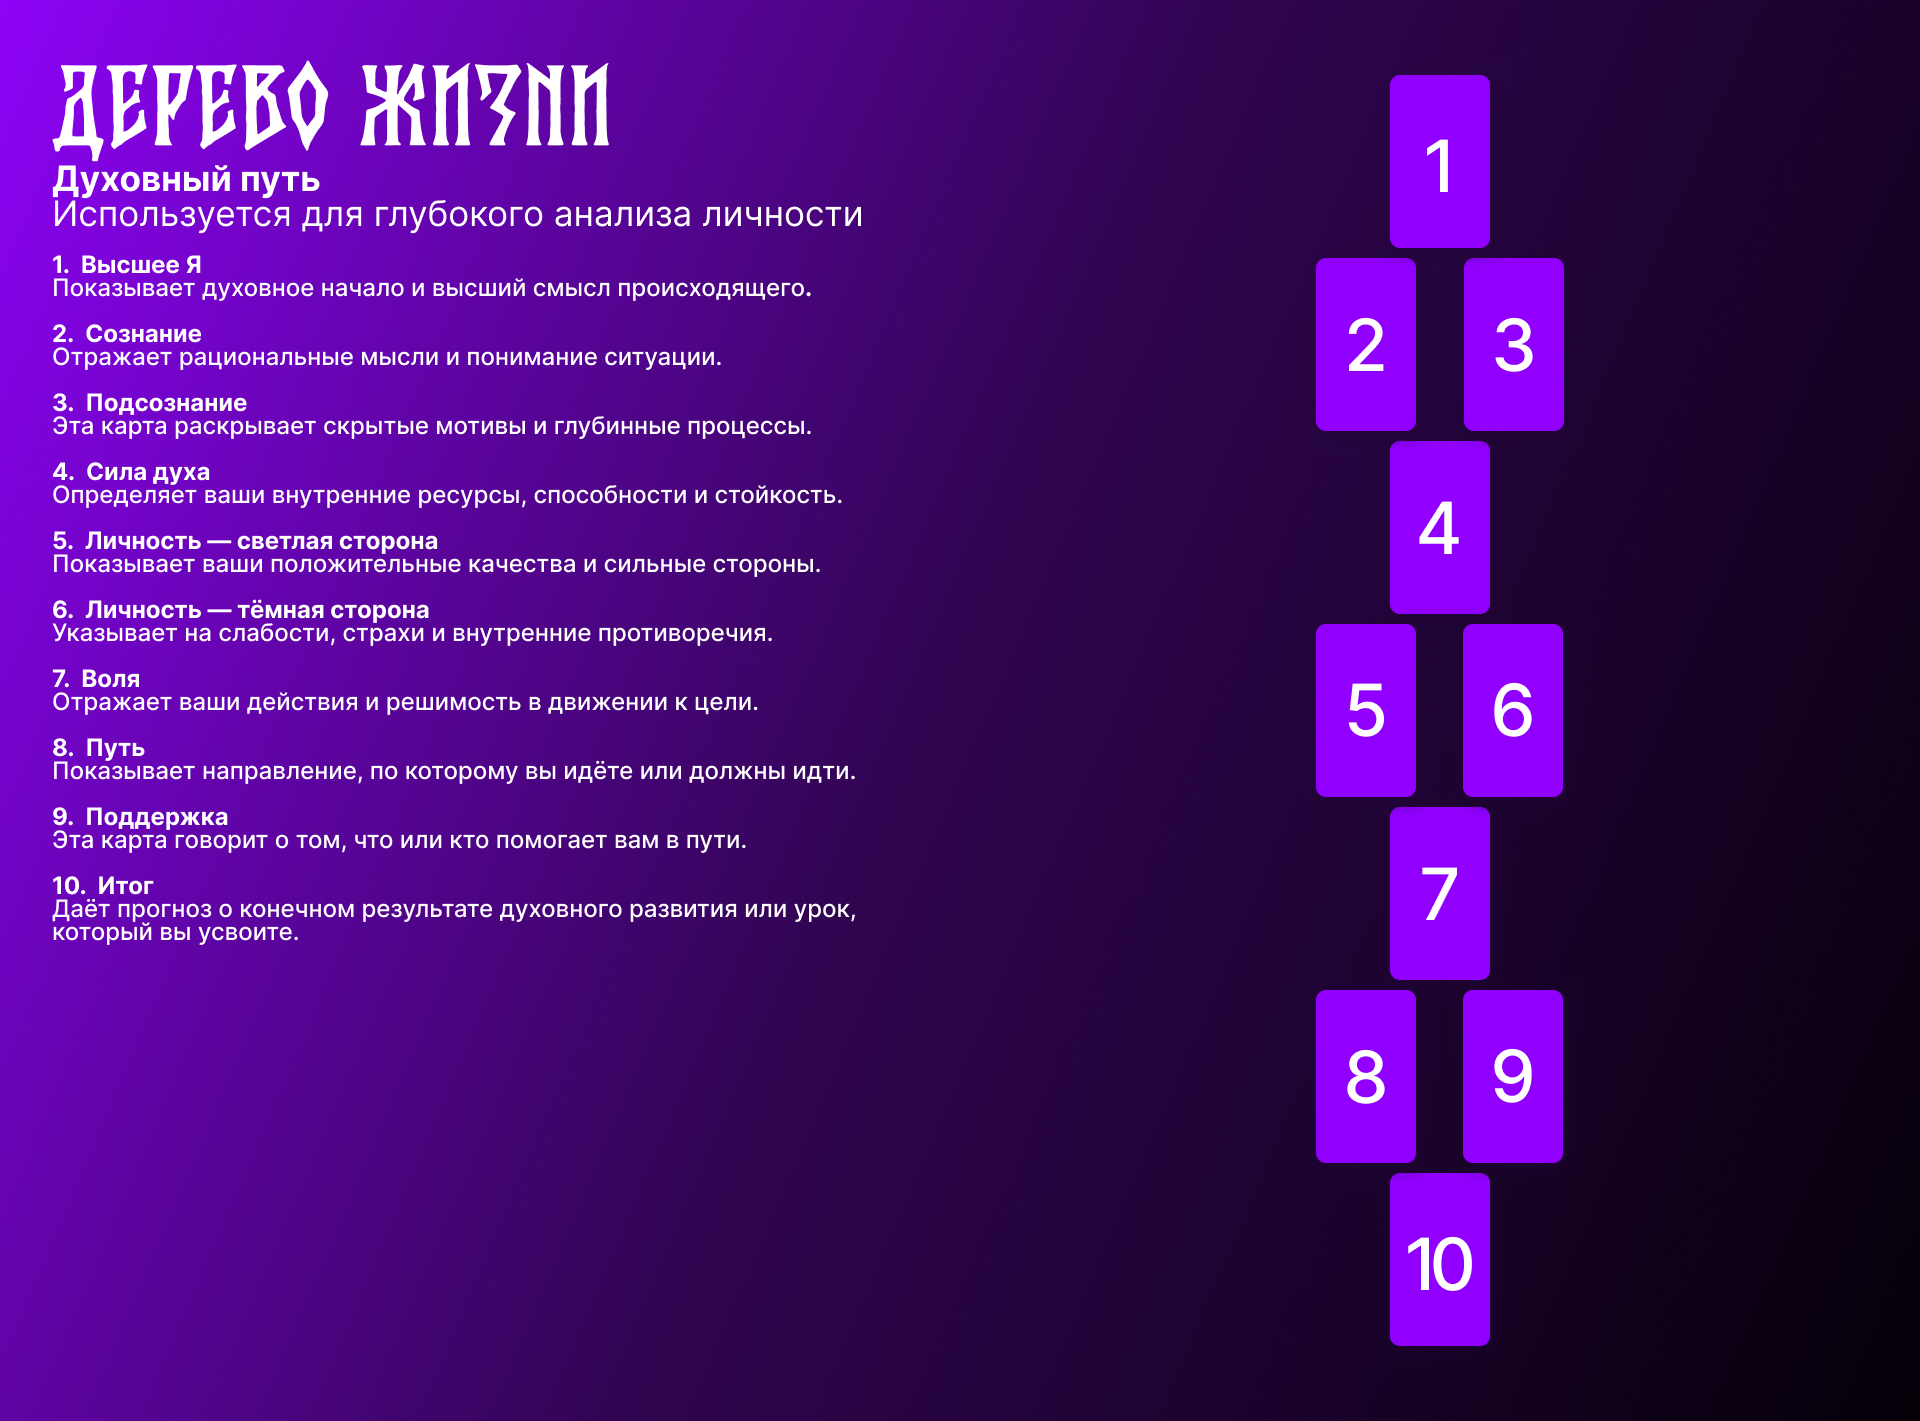 ДЕРЕВО ЖИЗНИ
Духовный путь
Используется для глубокого анализа личности
1. Высшее Я
Показывает духовное начало и высший смысл происходящего.
2. Сознание
Отражает рациональные мысли и понимание ситуации.
3. Подсознание
Эта карта раскрывает скрытые мотивы и глубинные процессы.
4. Сила духа
Определяет ваши внутренние ресурсы, способности и стойкость.
5. Личность — светлая сторона
Показывает ваши положительные качества и сильные стороны.
6. Личность — тёмная сторона
Указывает на слабости, страхи и внутренние противоречия.
7. Воля
Отражает ваши действия и решимость в движении к цели.
8. Путь
Показывает направление, по которому вы идёте или должны идти.
9. Поддержка
Эта карта говорит о том, что или кто помогает вам в пути.
10. Итог
Даёт прогноз о конечном результате духовного развития или урок,
который вы усвоите.
1
2 3
4
5 6
7
8 9
10